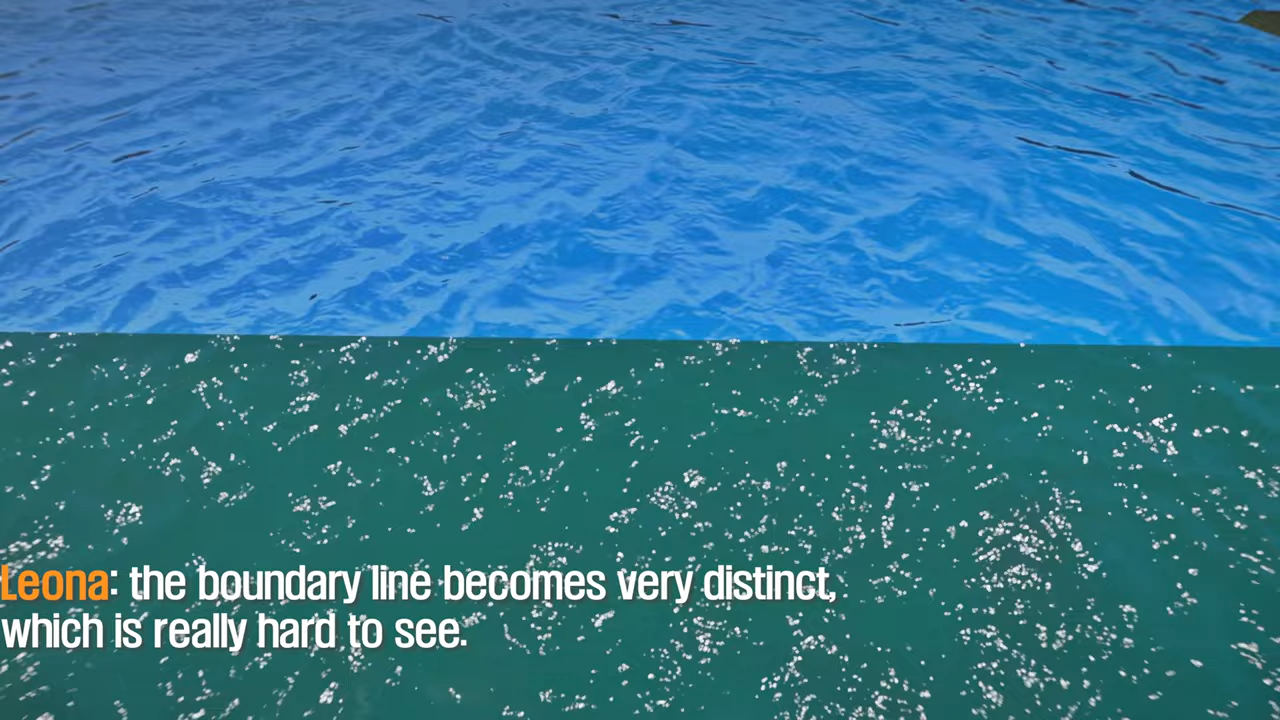 Leona: the boundary line becomes very distinct,
which is really hard to see.